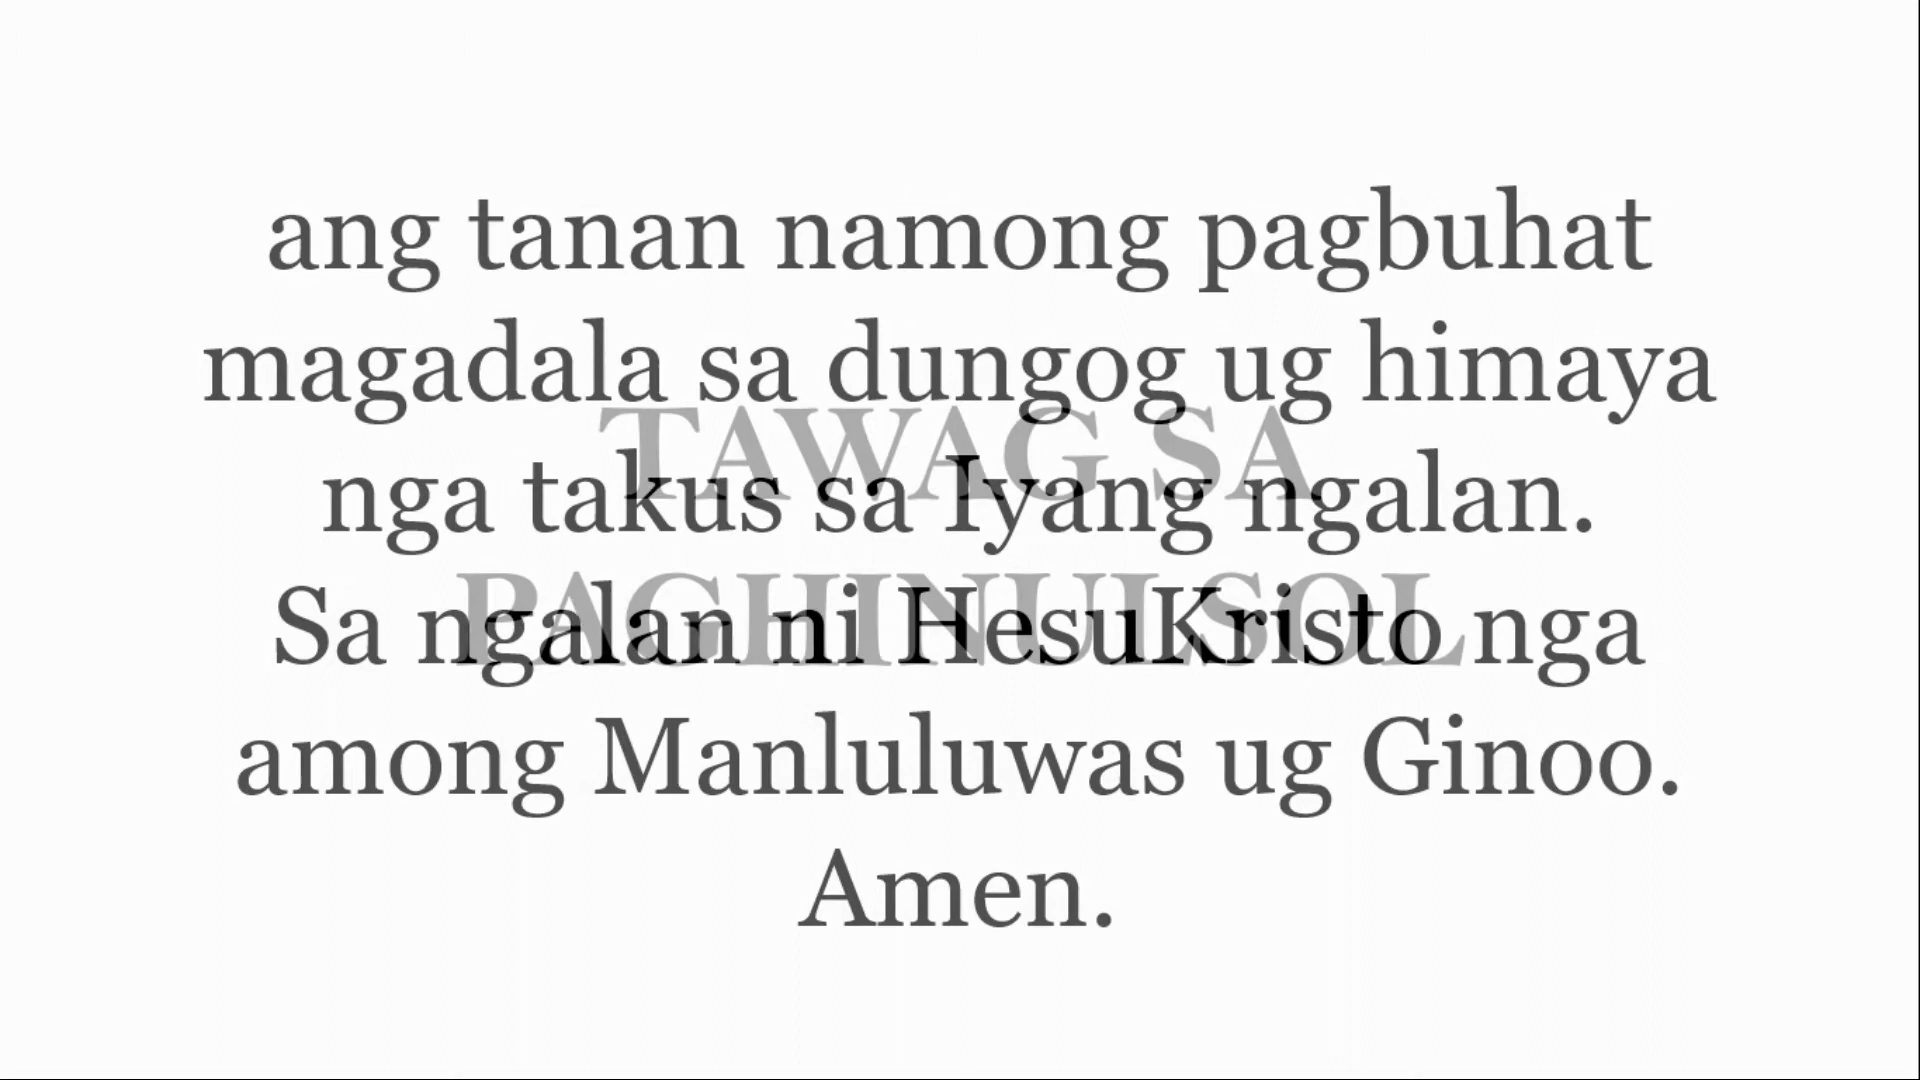 ang tanan namong pagbuhat
magadala sa dungog ug himaya
nga takus sa Iyang ngalan.
Sa ngalan ni HesuKristo nga
among Manluluwas ug Ginoo.
Amen.
TAWAG SA
PAGHINULSOL